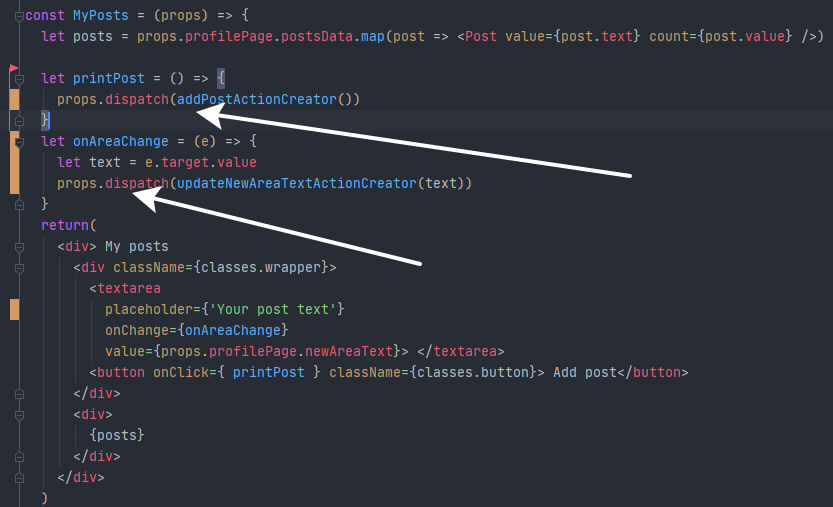 const MyPosts = (props) => {
let posts = props.profilePage.postsData.map(post => <Post value={post.text} count={post.value} />)
let printPost = () => {
props.dispatch(addPostActionCreator())
}
let onAreaChange = (e) => {
let text = e.target.value
props.dispatch(updateNewAreaTextActionCreator(text))
}
return(
<div> My posts
<div className={classes.wrapper}>
<textarea
placeholder={'Your post text'}
onChange={onAreaChange}
value={props.profilePage.newAreaText}> </textarea>
<button onClick={ printPost } className={classes.button}> Add post</button>
</div>
<div>
{posts}
</div>
</div>
)